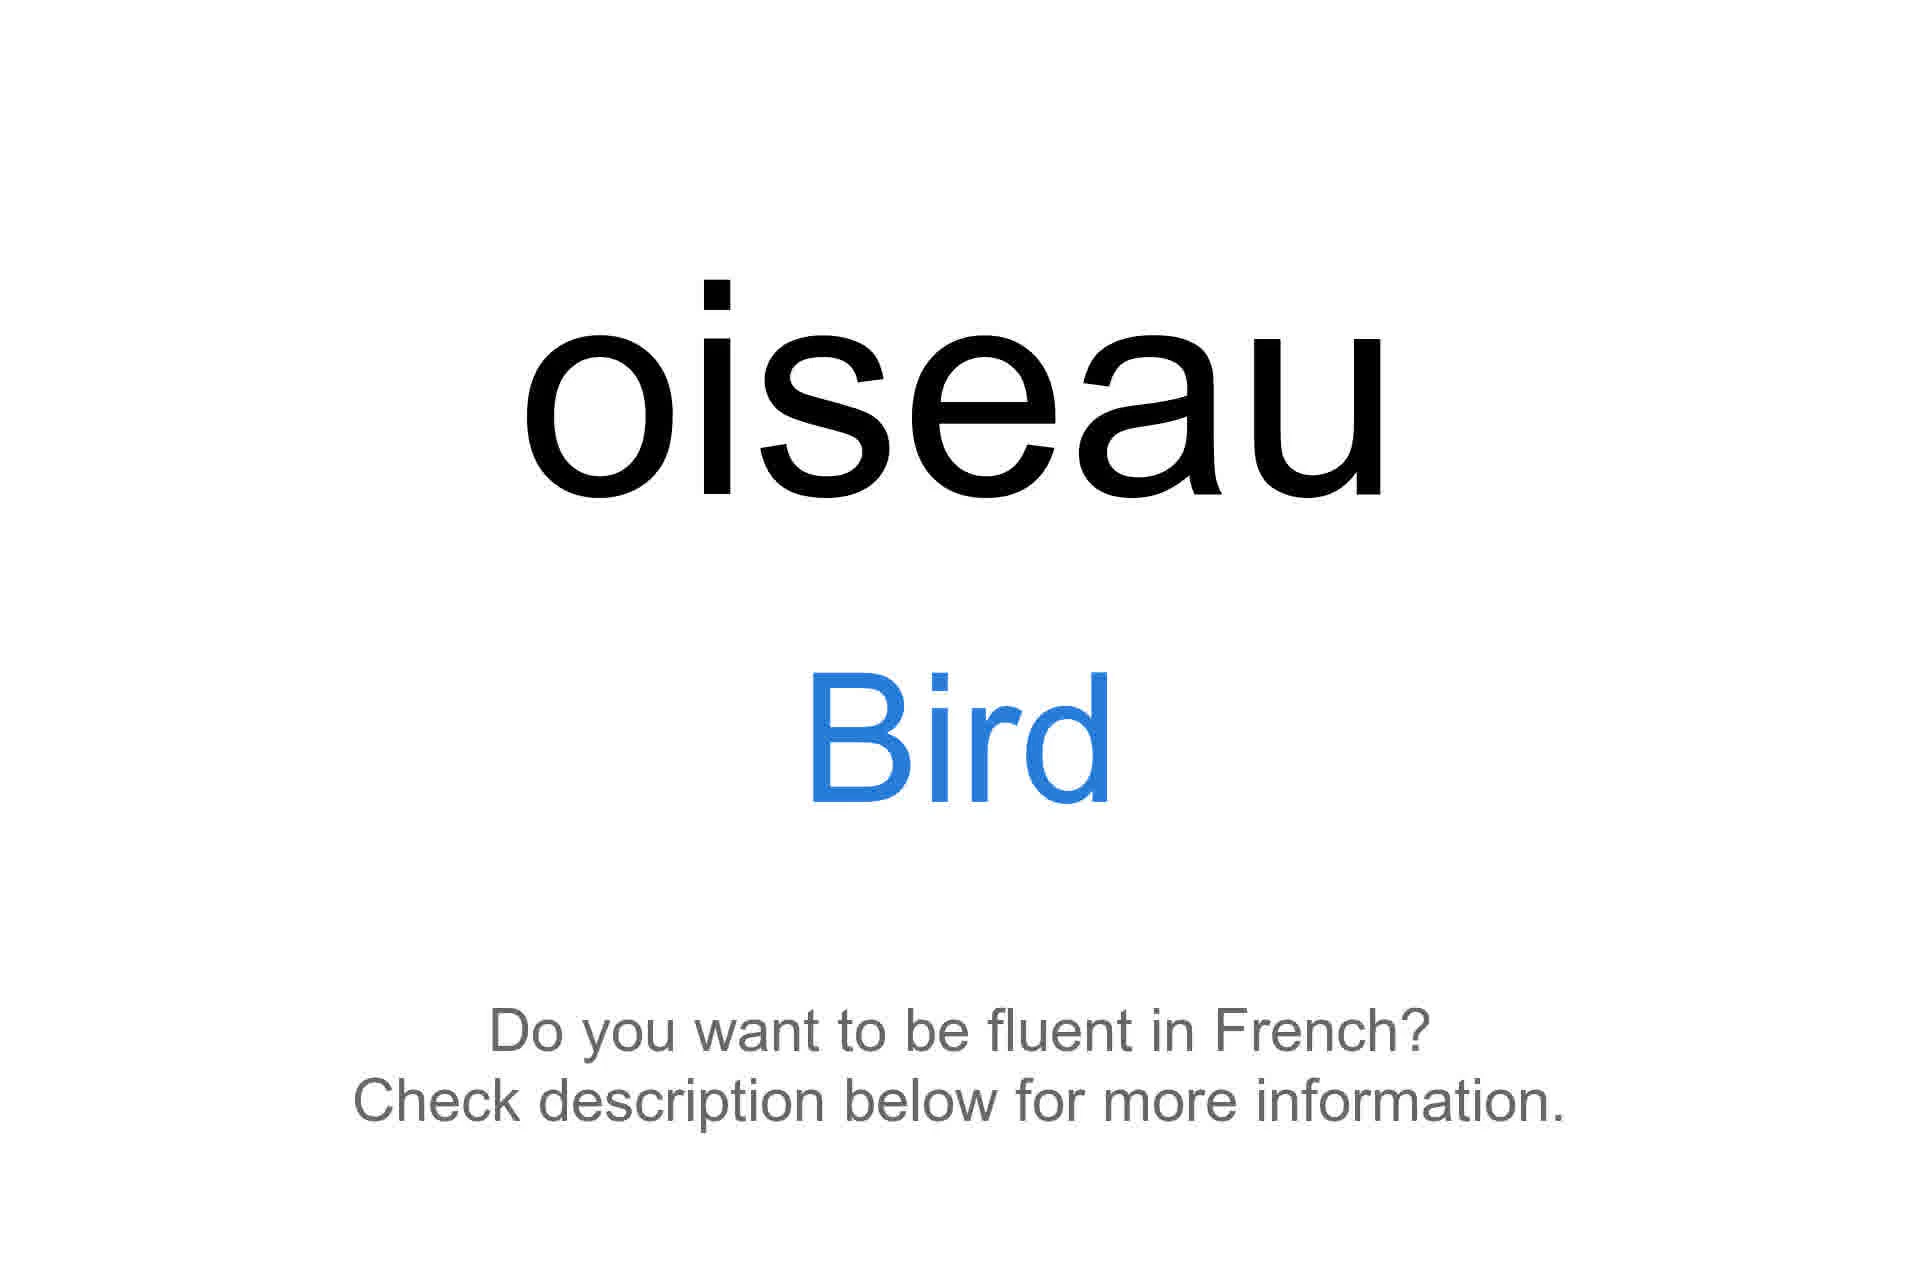 oiseau
Bird
Do you want to be fluent in French?
Check description below for more information.